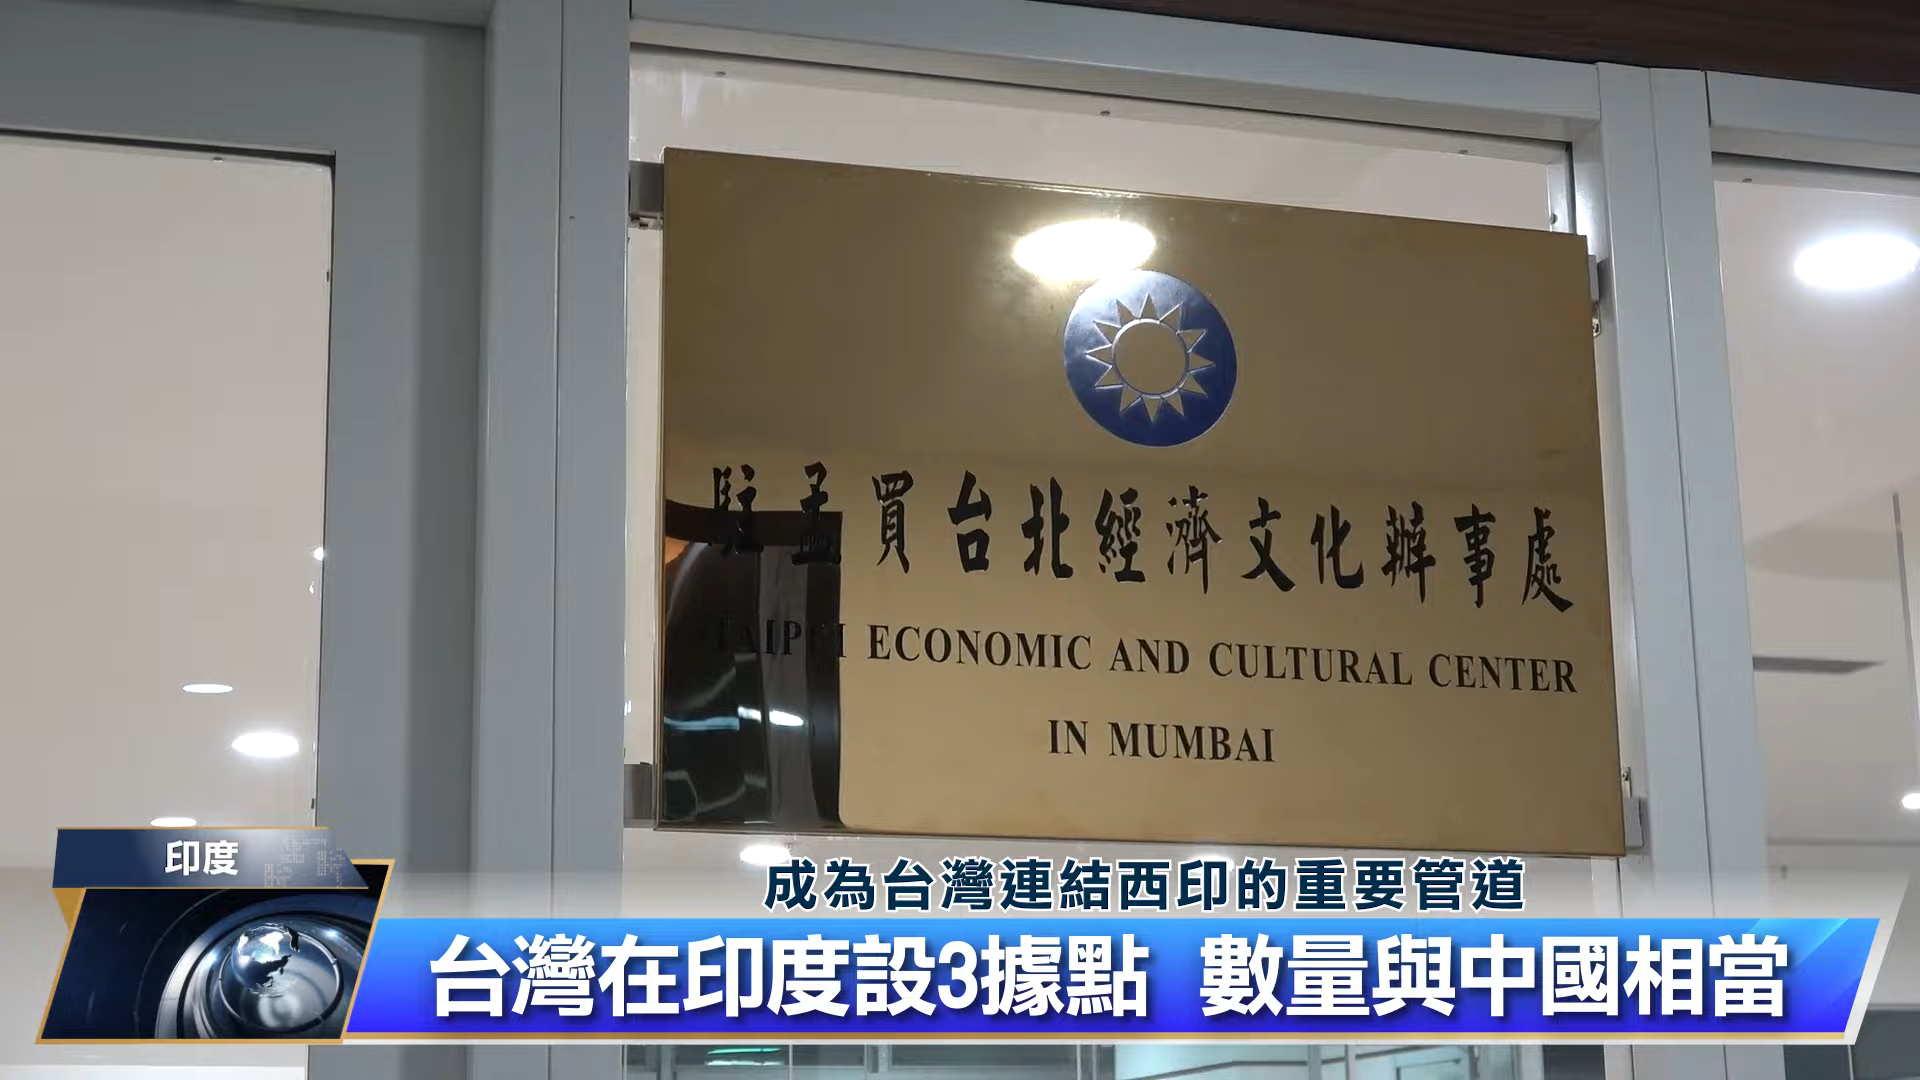 駐孟買台北經濟文化辦事處
TAIPEI ECONOMIC AND CULTURAL CENTER
IN MUMBAI
印度
成為台灣連結西印的重要管道
台灣在印度設3據點 數量與中國相當